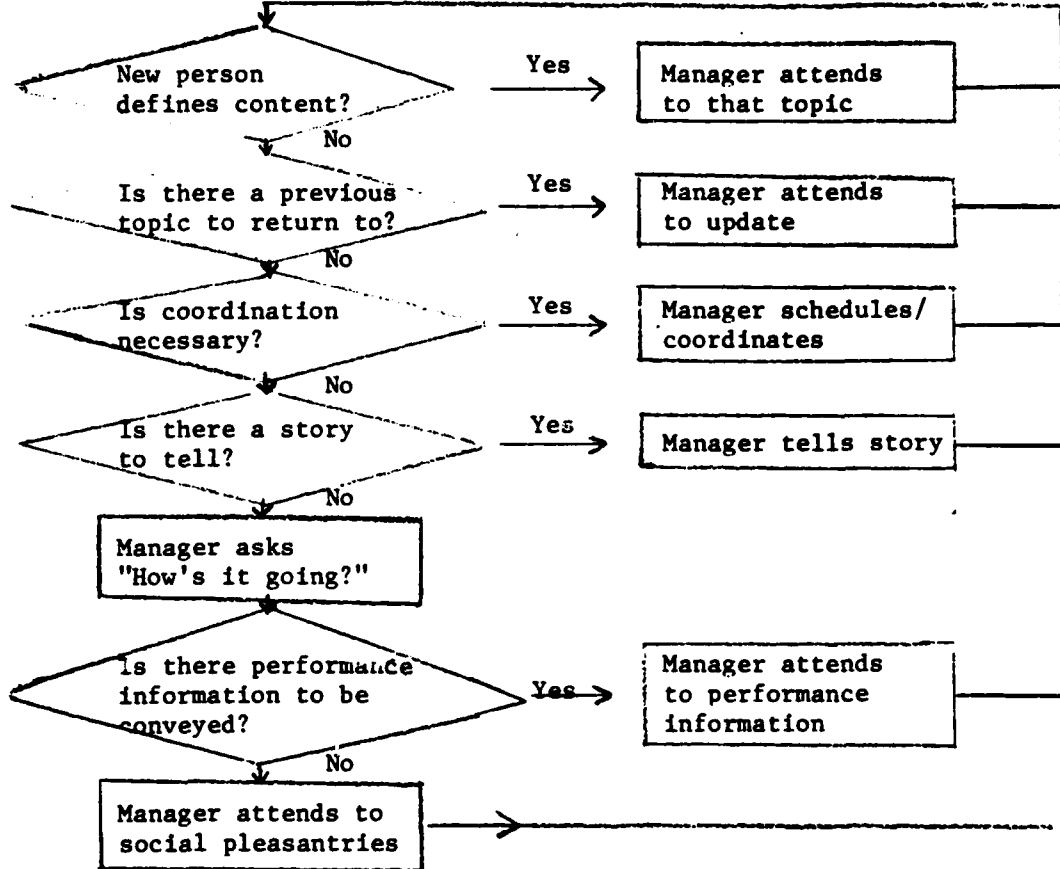 New person
defines content?
Yes
Manager attends
to that topic
No
Is there a previous
topic to return to?
Yes
Manager attends
to update
No
Is coordination
necessary?
Yes
Manager schedules/
coordinates
No
Is there a story
to tell?
Yes
Manager tells story
No
Manager asks
"How's it going?"
Is there performance
information to be
conveyed?
Yes
Manager attends
to performance
information
No
Manager attends to
social pleasantries